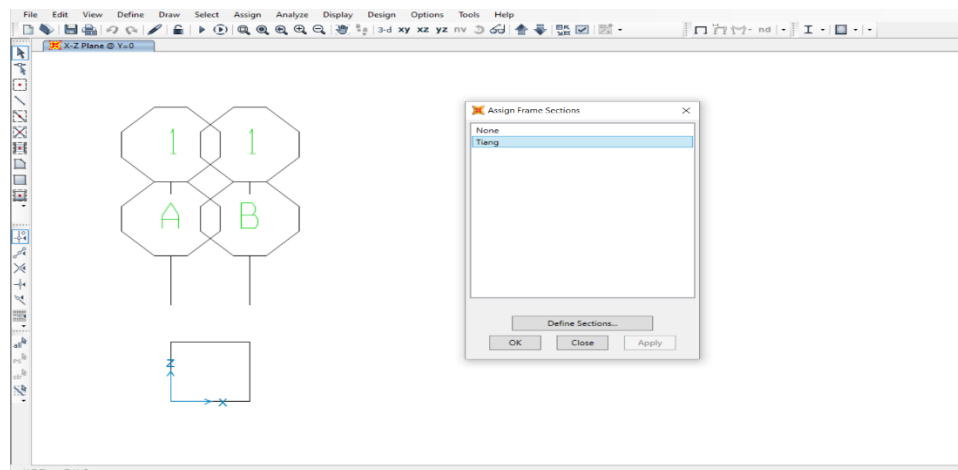 File Edit View Define Draw Select Assign Analyze Display Design Options Tools Help
3-d xy xz yz nv nd
X-Z Plane @ Y=0
Assign Frame Sections
None
Tiang
1 1
A B
Define Sections...
OK Close Apply
Z
X